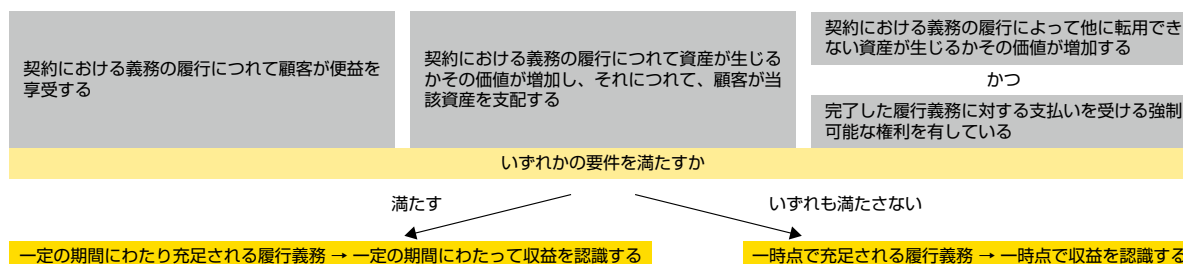 契約における義務の履行につれて顧客が便益を
享受する
契約における義務の履行につれて資産が生じる
かその価値が増加し、それにつれて、顧客が当
該資産を支配する
契約における義務の履行によって他に転用でき
ない資産が生じるかその価値が増加する
かつ
完了した履行義務に対する支払いを受ける強制
可能な権利を有している
いずれかの要件を満たすか
満たす
いずれも満たさない
一定の期間にわたり充足される履行義務 → 一定の期間にわたって収益を認識する
一時点で充足される履行義務 → 一時点で収益を認識する